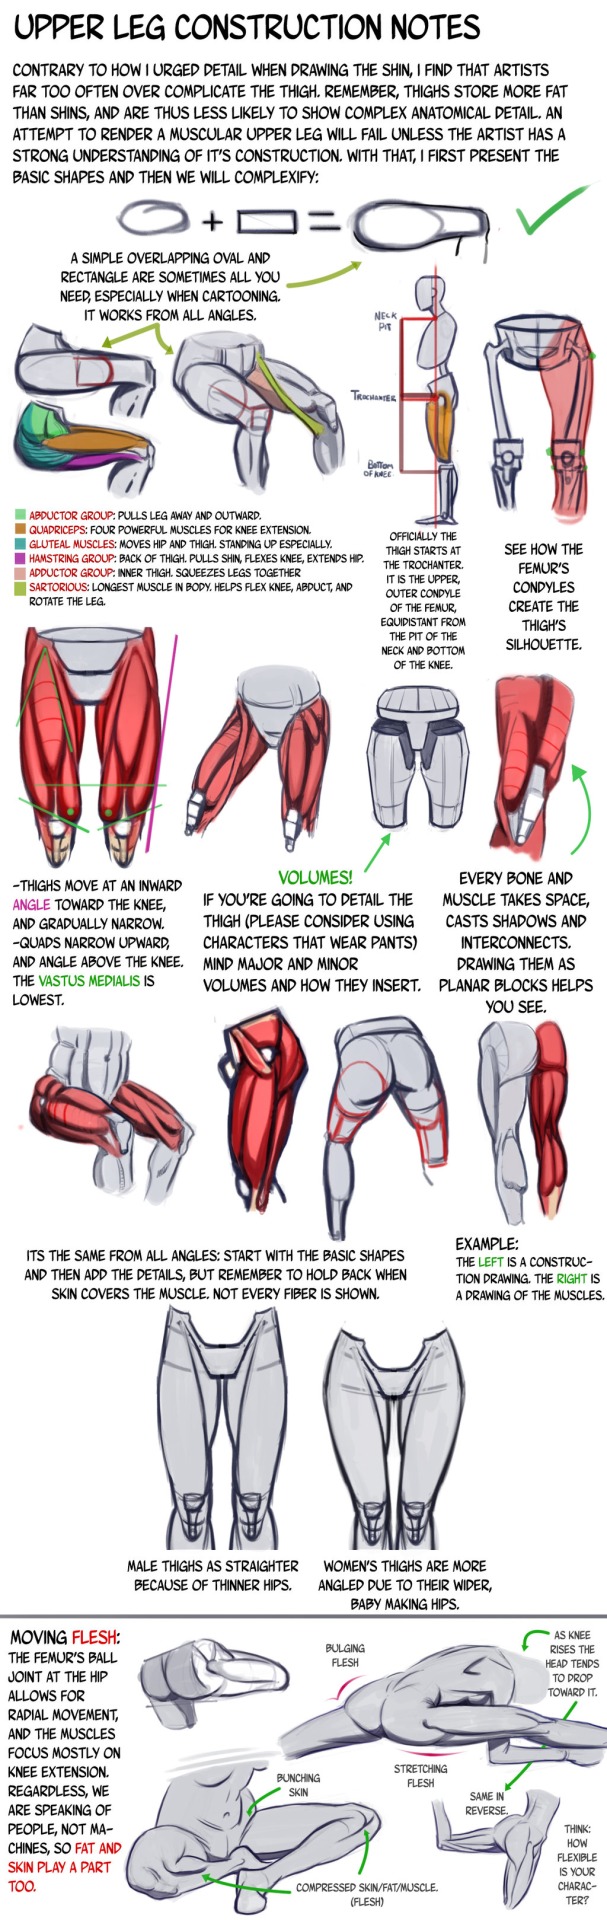 UPPER LEG CONSTRUCTION NOTES
CONTRARY TO HOW I URGED DETAIL WHEN DRAWING THE SHIN, I FIND THAT ARTISTS
FAR TOO OFTEN OVER COMPLICATE THE THIGH. REMEMBER, THIGHS STORE MORE FAT
THAN SHINS, AND ARE THUS LESS LIKELY TO SHOW COMPLEX ANATOMICAL DETAIL. AN
ATTEMPT TO RENDER A MUSCULAR UPPER LEG WILL FAIL UNLESS THE ARTIST HAS A
STRONG UNDERSTANDING OF IT'S CONSTRUCTION. WITH THAT, I FIRST PRESENT THE
BASIC SHAPES AND THEN WE WILL COMPLEXIFY:
A SIMPLE OVERLAPPING OVAL AND
RECTANGLE ARE SOMETIMES ALL YOU
NEED, ESPECIALLY WHEN CARTOONING.
IT WORKS FROM ALL ANGLES.
NECK
PIT
TROCHANTER
BOTTOM
OF KNEE
ABDUCTOR GROUP: PULLS LEG AWAY AND OUTWARD.
QUADRICEPS: FOUR POWERFUL MUSCLES FOR KNEE EXTENSION.
GLUTEAL MUSCLES: MOVES HIP AND THIGH. STANDING UP ESPECIALLY.
HAMSTRING GROUP: BACK OF THIGH. PULLS SHIN, FLEXES KNEE, EXTENDS HIP.
ADDUCTOR GROUP: INNER THIGH. SQUEEZES LEGS TOGETHER
SARTORIOUS: LONGEST MUSCLE IN BODY. HELPS FLEX KNEE, ABDUCT, AND
ROTATE THE LEG.
OFFICIALLY THE
THIGH STARTS AT
THE TROCHANTER.
IT IS THE UPPER,
OUTER CONDYLE
OF THE FEMUR,
EQUIDISTANT FROM
THE PIT OF THE
NECK AND BOTTOM
OF THE KNEE.
SEE HOW THE
FEMUR'S
CONDYLES
CREATE THE
THIGH'S
SILHOUETTE.
-THIGHS MOVE AT AN INWARD
ANGLE TOWARD THE KNEE,
AND GRADUALLY NARROW.
-QUADS NARROW UPWARD,
AND ANGLE ABOVE THE KNEE.
THE VASTUS MEDIALIS IS
LOWEST.
VOLUMES!
IF YOU'RE GOING TO DETAIL THE
THIGH (PLEASE CONSIDER USING
CHARACTERS THAT WEAR PANTS)
MIND MAJOR AND MINOR
VOLUMES AND HOW THEY INSERT.
EVERY BONE AND
MUSCLE TAKES SPACE,
CASTS SHADOWS AND
INTERCONNECTS.
DRAWING THEM AS
PLANAR BLOCKS HELPS
YOU SEE.
ITS THE SAME FROM ALL ANGLES: START WITH THE BASIC SHAPES
AND THEN ADD THE DETAILS, BUT REMEMBER TO HOLD BACK WHEN
SKIN COVERS THE MUSCLE. NOT EVERY FIBER IS SHOWN.
EXAMPLE:
THE LEFT IS A CONSTRUC-
TION DRAWING. THE RIGHT IS
A DRAWING OF THE MUSCLES.
MALE THIGHS AS STRAIGHTER
BECAUSE OF THINNER HIPS.
WOMEN'S THIGHS ARE MORE
ANGLED DUE TO THEIR WIDER,
BABY MAKING HIPS.
MOVING FLESH:
THE FEMUR'S BALL
JOINT AT THE HIP
ALLOWS FOR
RADIAL MOVEMENT,
AND THE MUSCLES
FOCUS MOSTLY ON
KNEE EXTENSION.
REGARDLESS, WE
ARE SPEAKING OF
PEOPLE, NOT MA-
CHINES, SO FAT AND
SKIN PLAY A PART
TOO.
BULGING
FLESH
AS KNEE
RISES THE
HEAD TENDS
TO DROP
TOWARD IT.
STRETCHING
FLESH
BUNCHING
SKIN
SAME IN
REVERSE.
COMPRESSED SKIN/FAT/MUSCLE.
(FLESH)
THINK:
HOW
FLEXIBLE
IS YOUR
CHARAC-
TER?